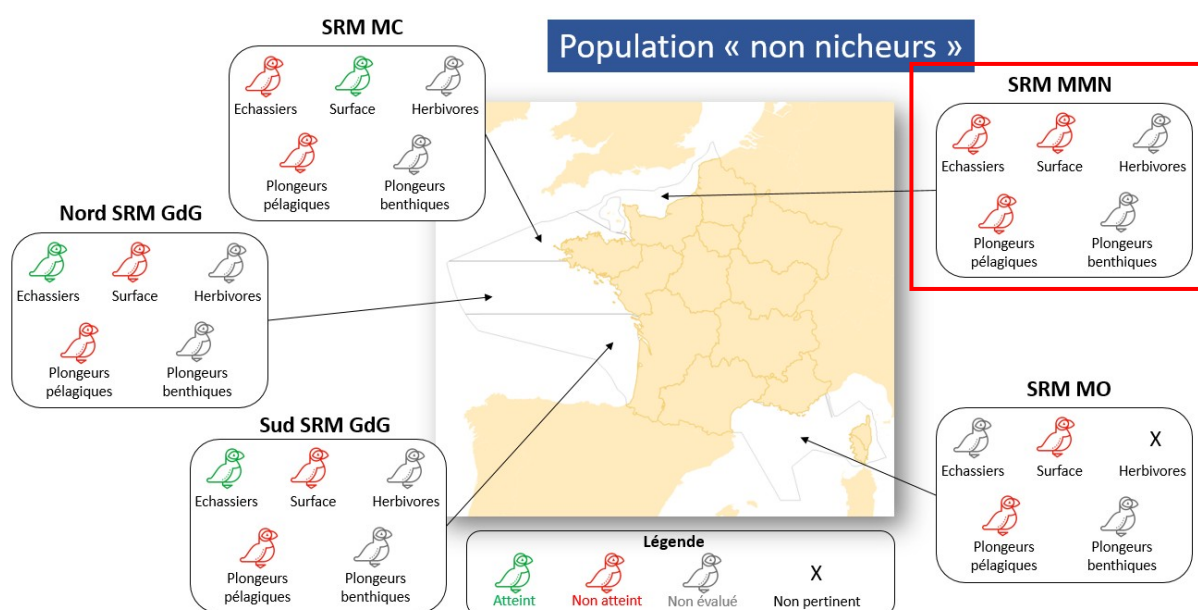 Population « non nicheurs »
SRM MC
Echassiers
Surface
Herbivores
Plongeurs
pélagiques
Plongeurs
benthiques
SRM MMN
Echassiers
Surface
Herbivores
Plongeurs
pélagiques
Plongeurs
benthiques
Nord SRM GdG
Echassiers
Surface
Herbivores
Plongeurs
pélagiques
Plongeurs
benthiques
Sud SRM GdG
Echassiers
Surface
Herbivores
Plongeurs
pélagiques
Plongeurs
benthiques
SRM MO
Echassiers
Surface
X
Herbivores
Plongeurs
pélagiques
Plongeurs
benthiques
Légende
Atteint
Non atteint
Non évalué
X
Non pertinent